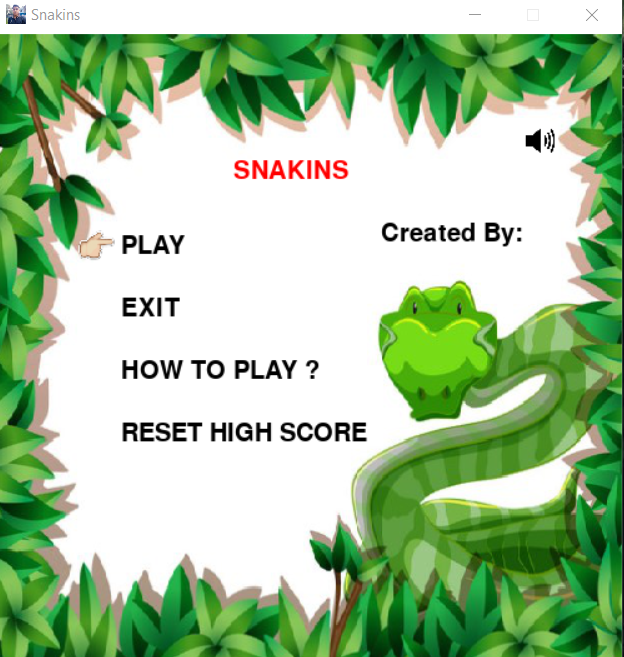 Snakins
SNAKINS
Created By:
PLAY
EXIT
HOW TO PLAY ?
RESET HIGH SCORE